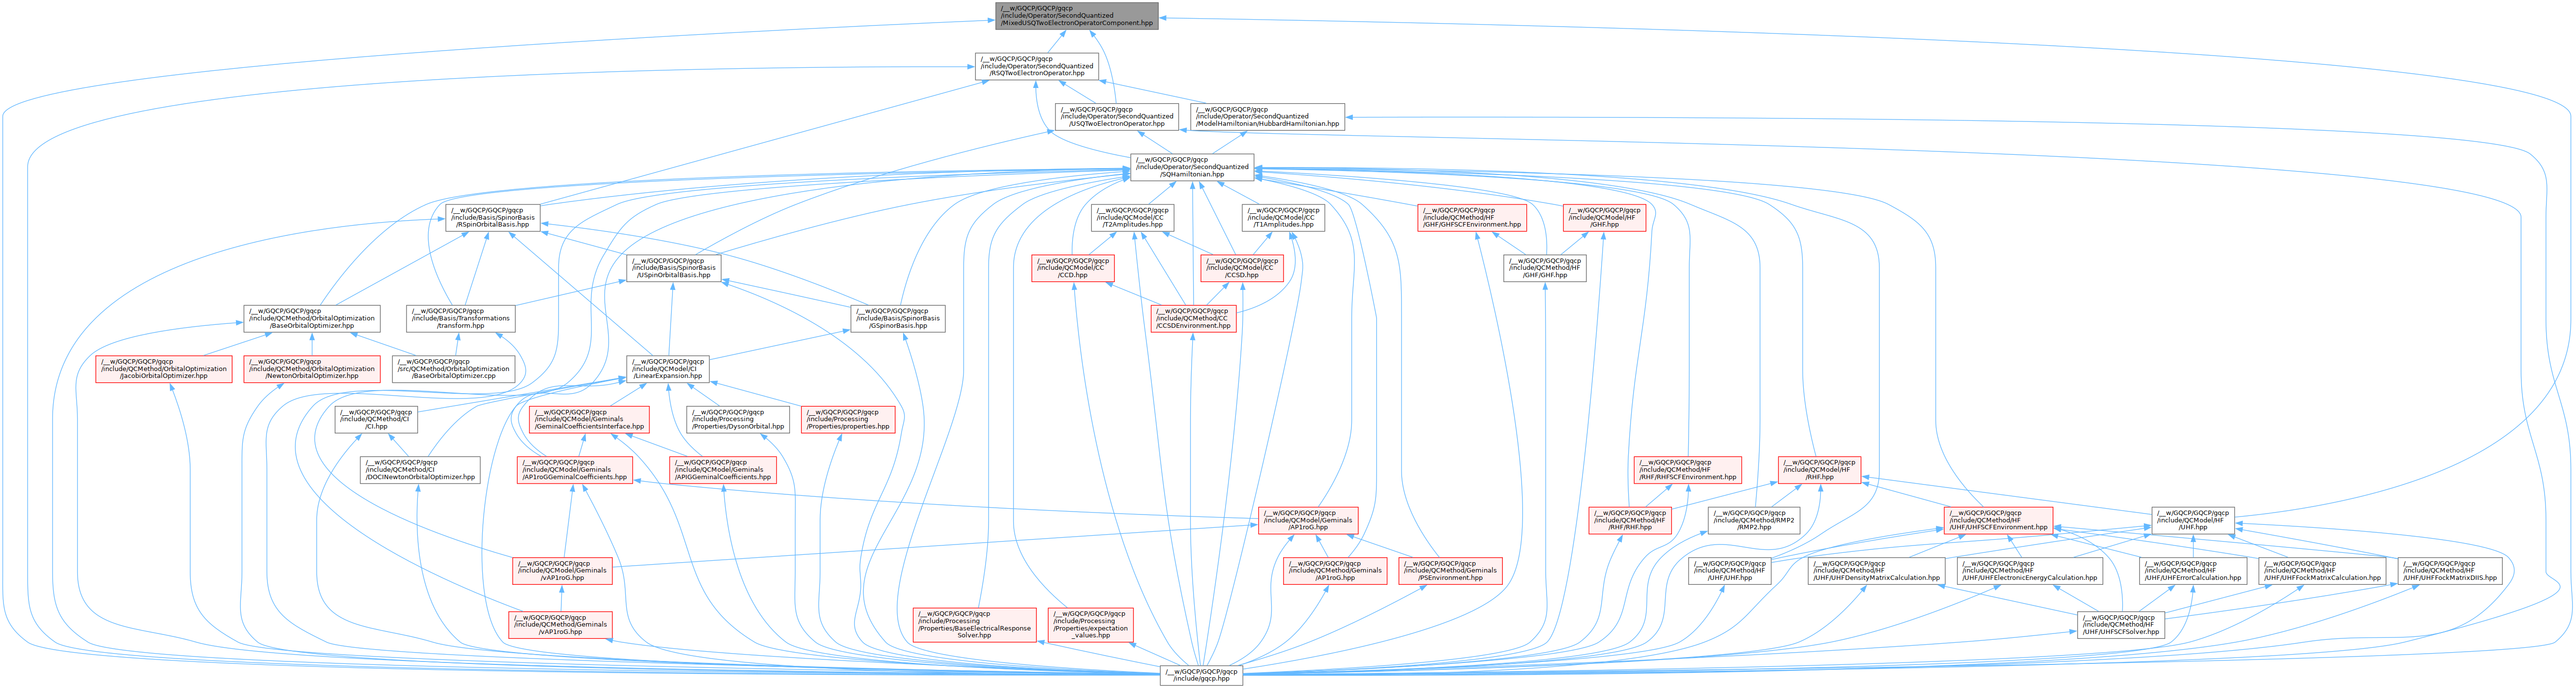 /__w/GQCP/GQCP/gqcp
/include/Operator/SecondQuantized
/MixedUSQTwoElectronOperatorComponent.hpp
/__w/GQCP/GQCP/gqcp
/include/Operator/SecondQuantized
/RSQTwoElectronOperator.hpp
/__w/GQCP/GQCP/gqcp
/include/Operator/SecondQuantized
/USQTwoElectronOperator.hpp
/__w/GQCP/GQCP/gqcp
/include/Operator/SecondQuantized
/ModelHamiltonian/HubbardHamiltonian.hpp
/__w/GQCP/GQCP/gqcp
/include/Operator/SecondQuantized
/SQHamiltonian.hpp
/__w/GQCP/GQCP/gqcp
/include/Basis/SpinorBasis
/RSpinOrbitalBasis.hpp
/__w/GQCP/GQCP/gqcp
/include/QCModel/CC
/T2Amplitudes.hpp
/__w/GQCP/GQCP/gqcp
/include/QCModel/CC
/T1Amplitudes.hpp
/__w/GQCP/GQCP/gqcp
/include/QCMethod/HF
/GHF/GHFSCFEnvironment.hpp
/__w/GQCP/GQCP/gqcp
/include/QCModel/HF
/GHF.hpp
/__w/GQCP/GQCP/gqcp
/include/Basis/SpinorBasis
/USpinOrbitalBasis.hpp
/__w/GQCP/GQCP/gqcp
/include/QCModel/CC
/CCD.hpp
/__w/GQCP/GQCP/gqcp
/include/QCModel/CC
/CCSD.hpp
/__w/GQCP/GQCP/gqcp
/include/QCMethod/HF
/GHF/GHF.hpp
/__w/GQCP/GQCP/gqcp
/include/QCMethod/OrbitalOptimization
/BaseOrbitalOptimizer.hpp
/__w/GQCP/GQCP/gqcp
/include/Basis/Transformations
/transform.hpp
/__w/GQCP/GQCP/gqcp
/include/Basis/SpinorBasis
/GSpinorBasis.hpp
/__w/GQCP/GQCP/gqcp
/include/QCMethod/CC
/CCSDEnvironment.hpp
/__w/GQCP/GQCP/gqcp
/include/QCMethod/OrbitalOptimization
/JacobiOrbitalOptimizer.hpp
/__w/GQCP/GQCP/gqcp
/include/QCMethod/OrbitalOptimization
/NewtonOrbitalOptimizer.hpp
/__w/GQCP/GQCP/gqcp
/src/QCMethod/OrbitalOptimization
/BaseOrbitalOptimizer.cpp
/__w/GQCP/GQCP/gqcp
/include/QCModel/CI
/LinearExpansion.hpp
/__w/GQCP/GQCP/gqcp
/include/QCMethod/CI
/CI.hpp
/__w/GQCP/GQCP/gqcp
/include/QCModel/Geminals
/GeminalCoefficientsInterface.hpp
/__w/GQCP/GQCP/gqcp
/include/Processing
/Properties/DysonOrbital.hpp
/__w/GQCP/GQCP/gqcp
/include/Processing
/Properties/properties.hpp
/__w/GQCP/GQCP/gqcp
/include/QCMethod/CI
/DOCINewtonOrbitalOptimizer.hpp
/__w/GQCP/GQCP/gqcp
/include/QCModel/Geminals
/AP1roGGeminalCoefficients.hpp
/__w/GQCP/GQCP/gqcp
/include/QCModel/Geminals
/APIGGeminalCoefficients.hpp
/__w/GQCP/GQCP/gqcp
/include/QCMethod/HF
/RHF/RHFSCFEnvironment.hpp
/__w/GQCP/GQCP/gqcp
/include/QCModel/HF
/RHF.hpp
/__w/GQCP/GQCP/gqcp
/include/QCModel/Geminals
/AP1roG.hpp
/__w/GQCP/GQCP/gqcp
/include/QCMethod/HF
/RHF/RHF.hpp
/__w/GQCP/GQCP/gqcp
/include/QCMethod/RMP2
/RMP2.hpp
/__w/GQCP/GQCP/gqcp
/include/QCMethod/HF
/UHF/UHFSCFEnvironment.hpp
/__w/GQCP/GQCP/gqcp
/include/QCModel/HF
/UHF.hpp
/__w/GQCP/GQCP/gqcp
/include/QCModel/Geminals
/vAP1roG.hpp
/__w/GQCP/GQCP/gqcp
/include/QCMethod/Geminals
/AP1roG.hpp
/__w/GQCP/GQCP/gqcp
/include/QCMethod/Geminals
/PSEnvironment.hpp
/__w/GQCP/GQCP/gqcp
/include/QCMethod/HF
/UHF/UHF.hpp
/__w/GQCP/GQCP/gqcp
/include/QCMethod/HF
/UHF/UHFDensityMatrixCalculation.hpp
/__w/GQCP/GQCP/gqcp
/include/QCMethod/HF
/UHF/UHFElectronicEnergyCalculation.hpp
/__w/GQCP/GQCP/gqcp
/include/QCMethod/HF
/UHF/UHFErrorCalculation.hpp
/__w/GQCP/GQCP/gqcp
/include/QCMethod/HF
/UHF/UHFFockMatrixCalculation.hpp
/__w/GQCP/GQCP/gqcp
/include/QCMethod/HF
/UHF/UHFFockMatrixDIIS.hpp
/__w/GQCP/GQCP/gqcp
/include/QCMethod/Geminals
/vAP1roG.hpp
/__w/GQCP/GQCP/gqcp
/include/Processing
/Properties/BaseElectricalResponse
Solver.hpp
/__w/GQCP/GQCP/gqcp
/include/Processing
/Properties/expectation
_values.hpp
/__w/GQCP/GQCP/gqcp
/include/QCMethod/HF
/UHF/UHFSCFSolver.hpp
/__w/GQCP/GQCP/gqcp
/include/gqcp.hpp